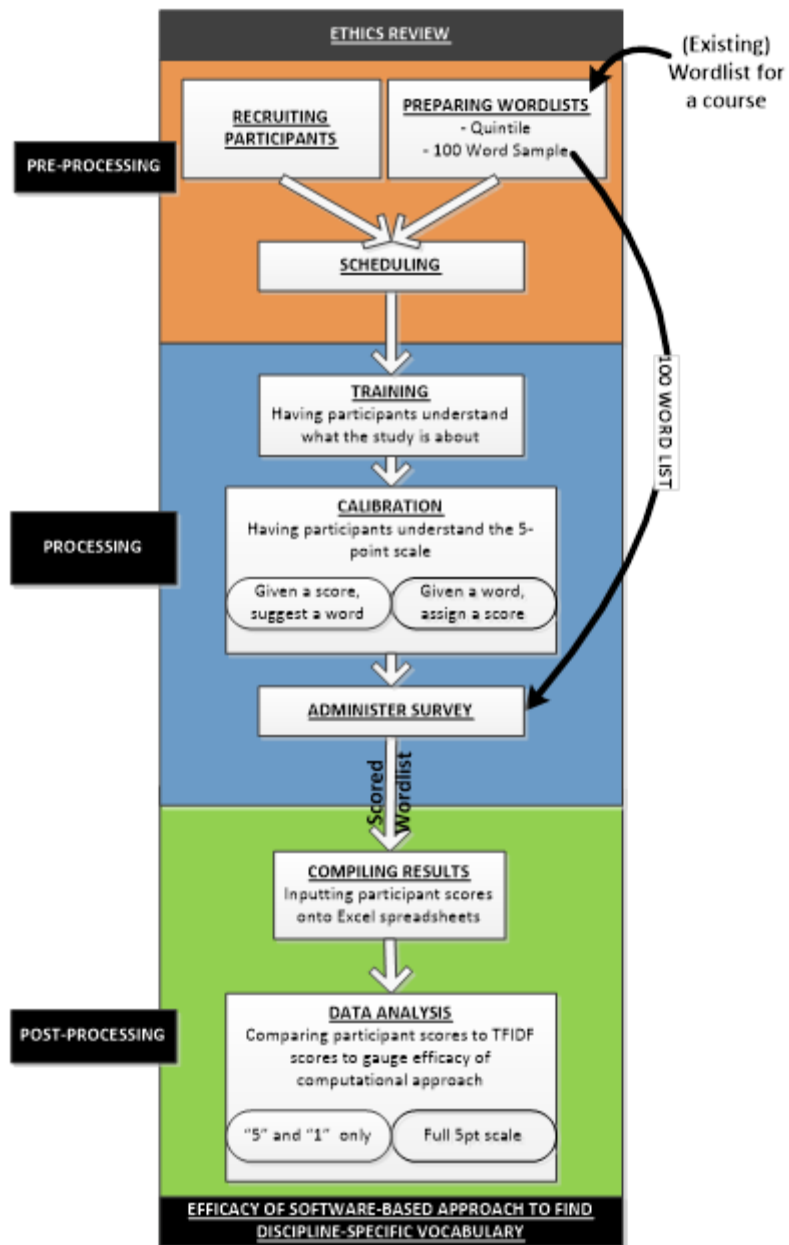 ETHICS REVIEW
(Existing)
Wordlist for
a course
RECRUITING
PARTICIPANTS
PREPARING WORDLISTS
- Quintile
- 100 Word Sample
PRE-PROCESSING
SCHEDULING
100 WORD LIST
TRAINING
Having participants understand
what the study is about
PROCESSING
CALIBRATION
Having participants understand the 5-
point scale
Given a score,
suggest a word
Given a word,
assign a score
ADMINISTER SURVEY
Scored
Wordlist
COMPILING RESULTS
Inputting participant scores
onto Excel spreadsheets
POST-PROCESSING
DATA ANALYSIS
Comparing participant scores to TFIDF
scores to gauge efficacy of
computational approach
"5" and "1" only
Full 5pt scale
EFFICACY OF SOFTWARE-BASED APPROACH TO FIND
DISCIPLINE-SPECIFIC VOCABULARY